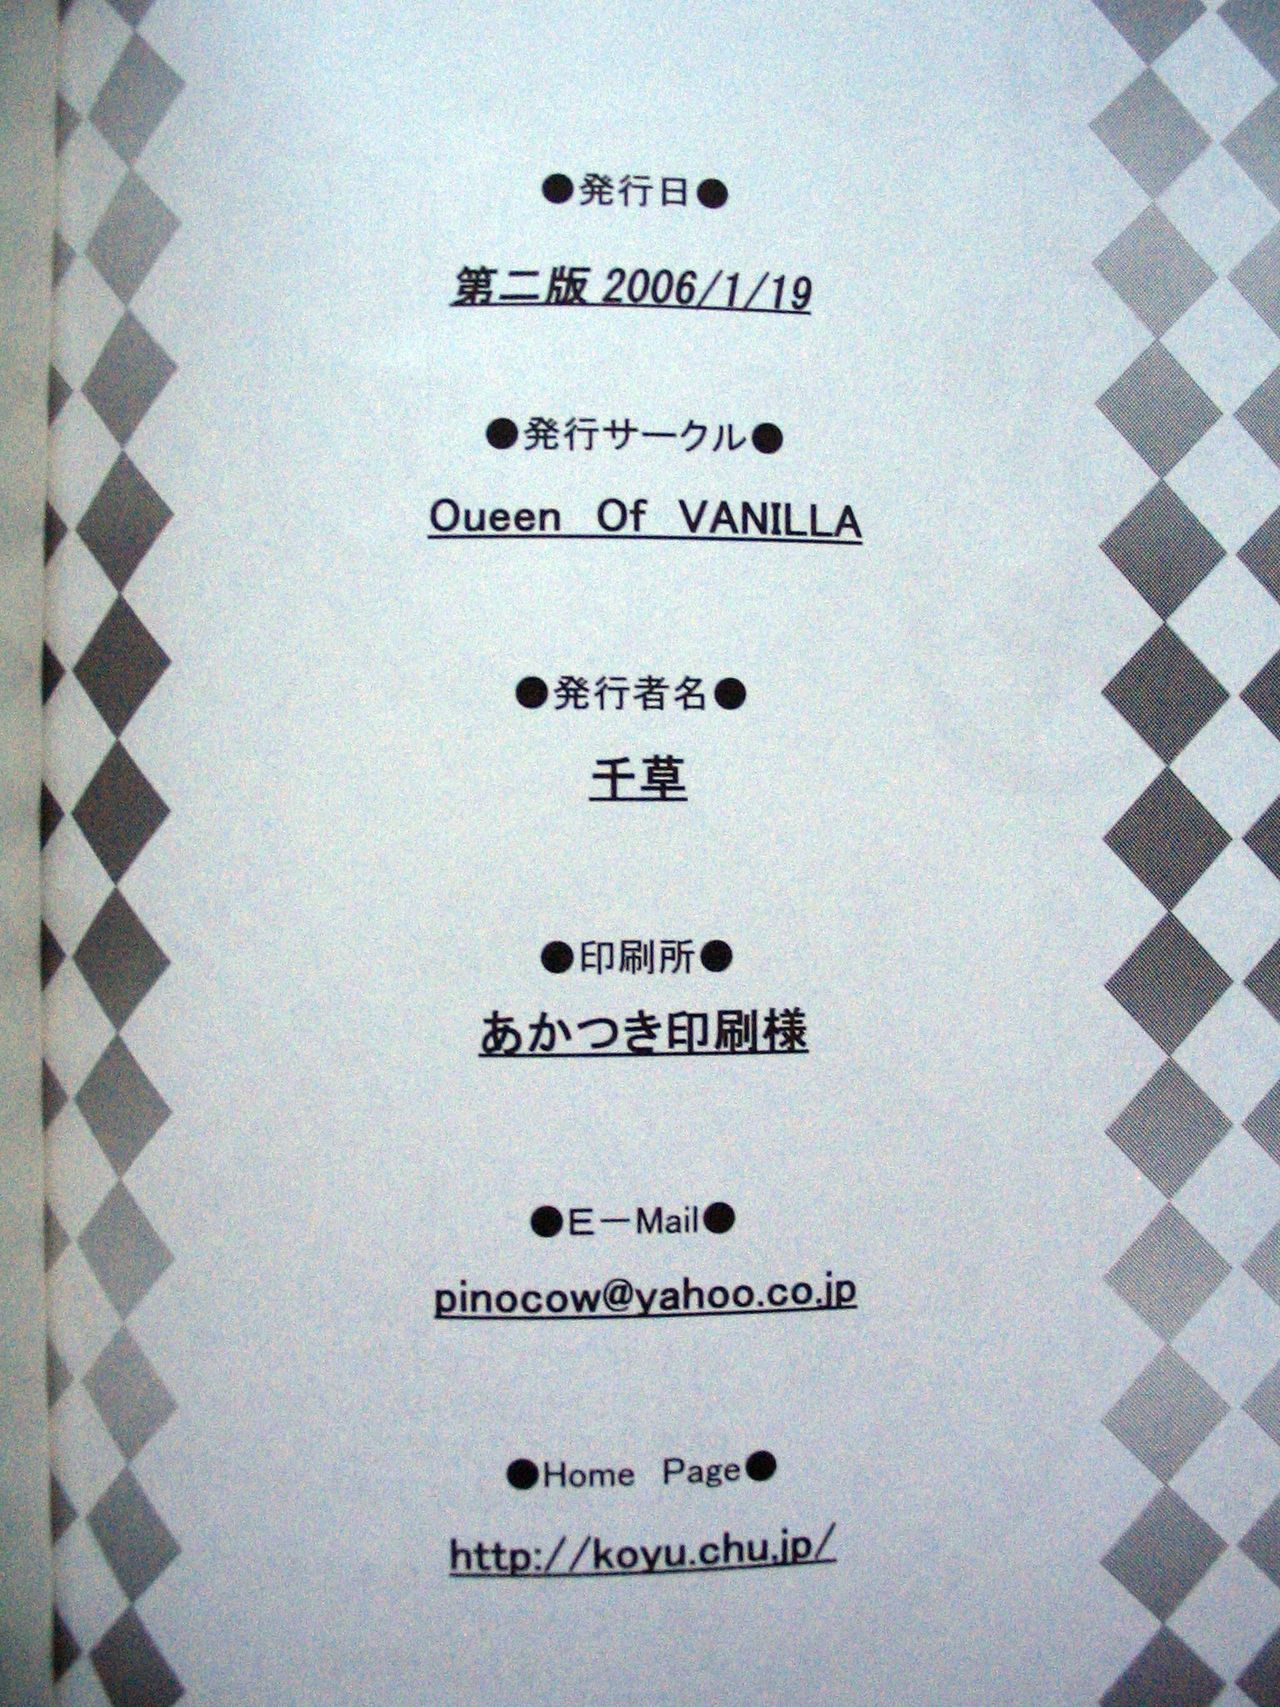 ●発行日●
第二版 2006/1/19
●発行サークル●
Oueen Of VANILLA
●発行者名●
千草
●印刷所●
あかつき印刷様
●E－Mail●
pinocow@yahoo.co.jp
●Home Page●
http://koyu.chu.jp/